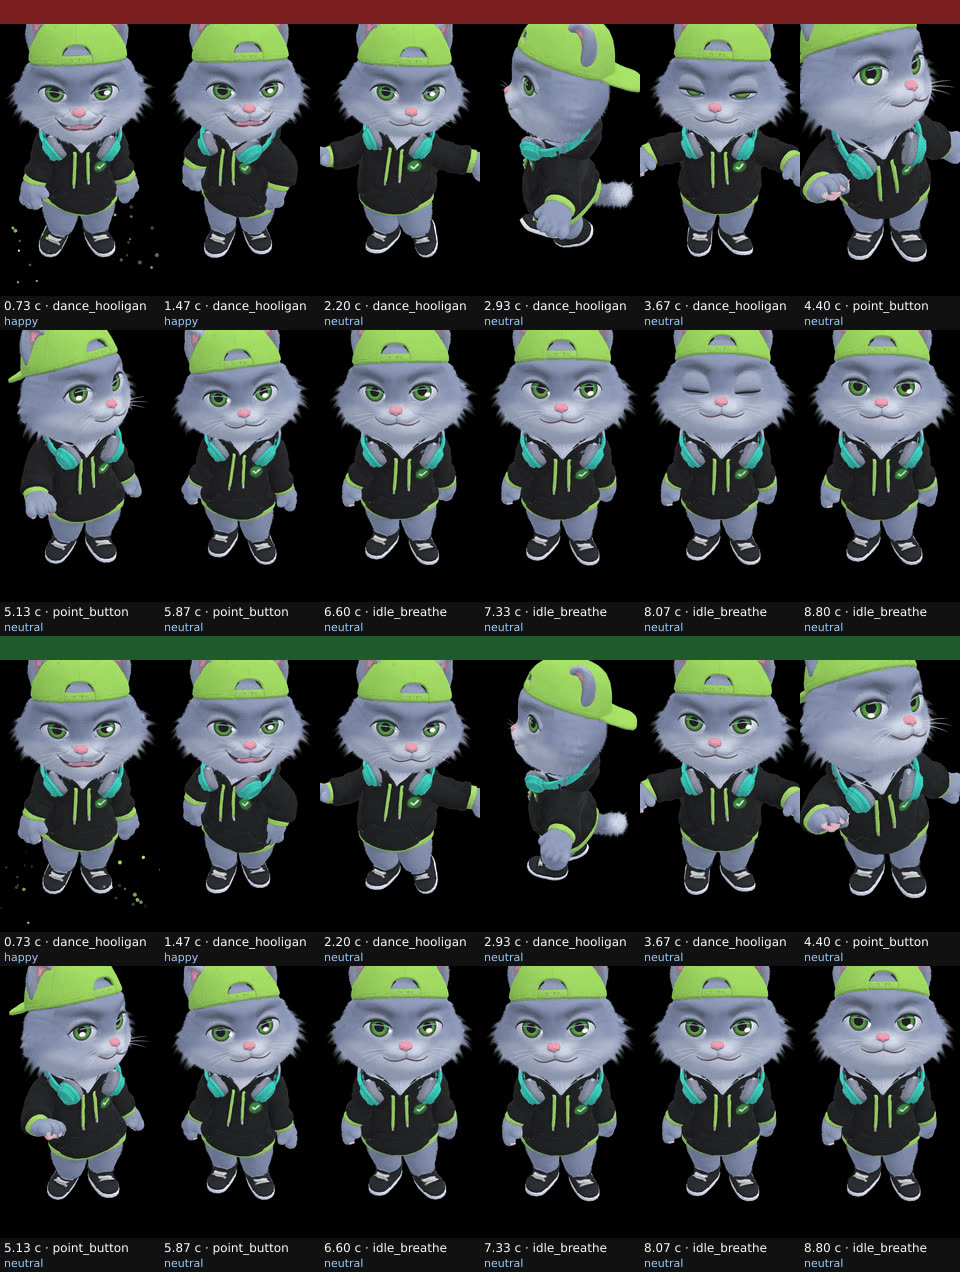 0.73 c · dance_hooligan 1.47 c · dance_hooligan 2.20 c · dance_hooligan 2.93 c · dance_hooligan 3.67 c · dance_hooligan 4.40 c · point_button
happy happy neutral neutral neutral neutral
5.13 c · point_button 5.87 c · point_button 6.60 c · idle_breathe 7.33 c · idle_breathe 8.07 c · idle_breathe 8.80 c · idle_breathe
neutral neutral neutral neutral neutral neutral
0.73 c · dance_hooligan 1.47 c · dance_hooligan 2.20 c · dance_hooligan 2.93 c · dance_hooligan 3.67 c · dance_hooligan 4.40 c · point_button
happy happy neutral neutral neutral neutral
5.13 c · point_button 5.87 c · point_button 6.60 c · idle_breathe 7.33 c · idle_breathe 8.07 c · idle_breathe 8.80 c · idle_breathe
neutral neutral neutral neutral neutral neutral